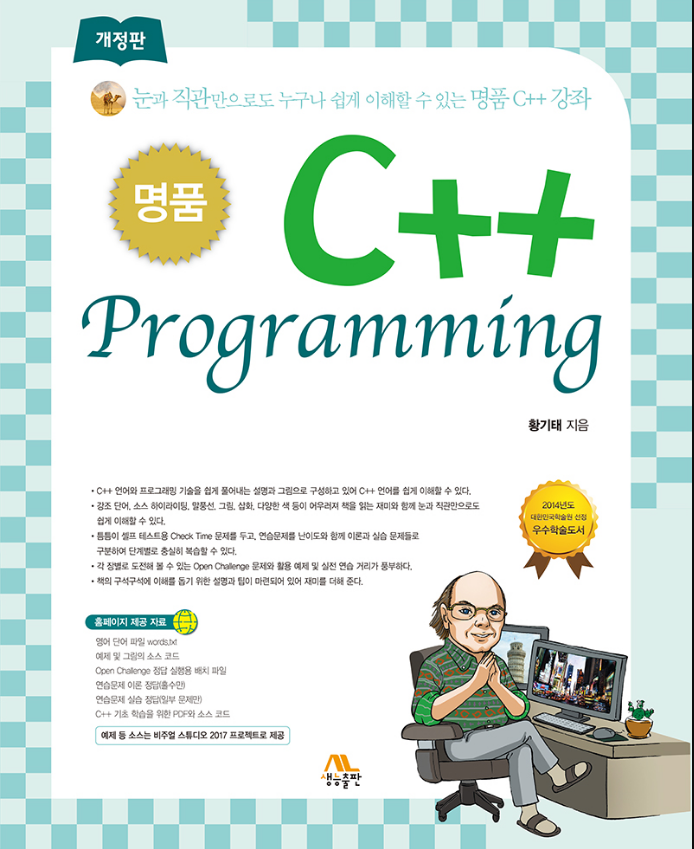 개정판
눈과 직관만으로도 누구나 쉽게 이해할 수 있는 명품 C++ 강좌
명품
C++
Programming
황기태 지음
• C++ 언어와 프로그래밍 기술을 쉽게 풀어내는 설명과 그림으로 구성하고 있어 C++ 언어를 쉽게 이해할 수 있다.
• 강조 단어, 소스 하이라이팅, 말풍선, 그림, 삽화, 다양한 색 등이 어우러져 책을 읽는 재미와 함께 눈과 직관만으로도
쉽게 이해할 수 있다.
• 틈틈이 셀프 테스트용 Check Time 문제를 두고, 연습문제를 난이도와 함께 이론과 실습 문제들로
구분하여 단계별로 충실히 복습할 수 있다.
• 각 장별로 도전해 볼 수 있는 Open Challenge 문제와 활용 예제 및 실전 연습 거리가 풍부하다.
• 책의 구석구석에 이해를 돕기 위한 설명과 팁이 마련되어 있어 재미를 더해 준다.
2014년도
대한민국학술원 선정
우수학술도서
홈페이지 제공 자료
영어 단어 파일 words.txt
예제 및 그림의 소스 코드
Open Challenge 정답 실행용 배치 파일
연습문제 이론 정답(홀수만)
연습문제 실습 정답(일부 문제만)
C++ 기초 학습을 위한 PDF와 소스 코드
예제 등 소스는 비주얼 스튜디오 2017 프로젝트로 제공
생능출판